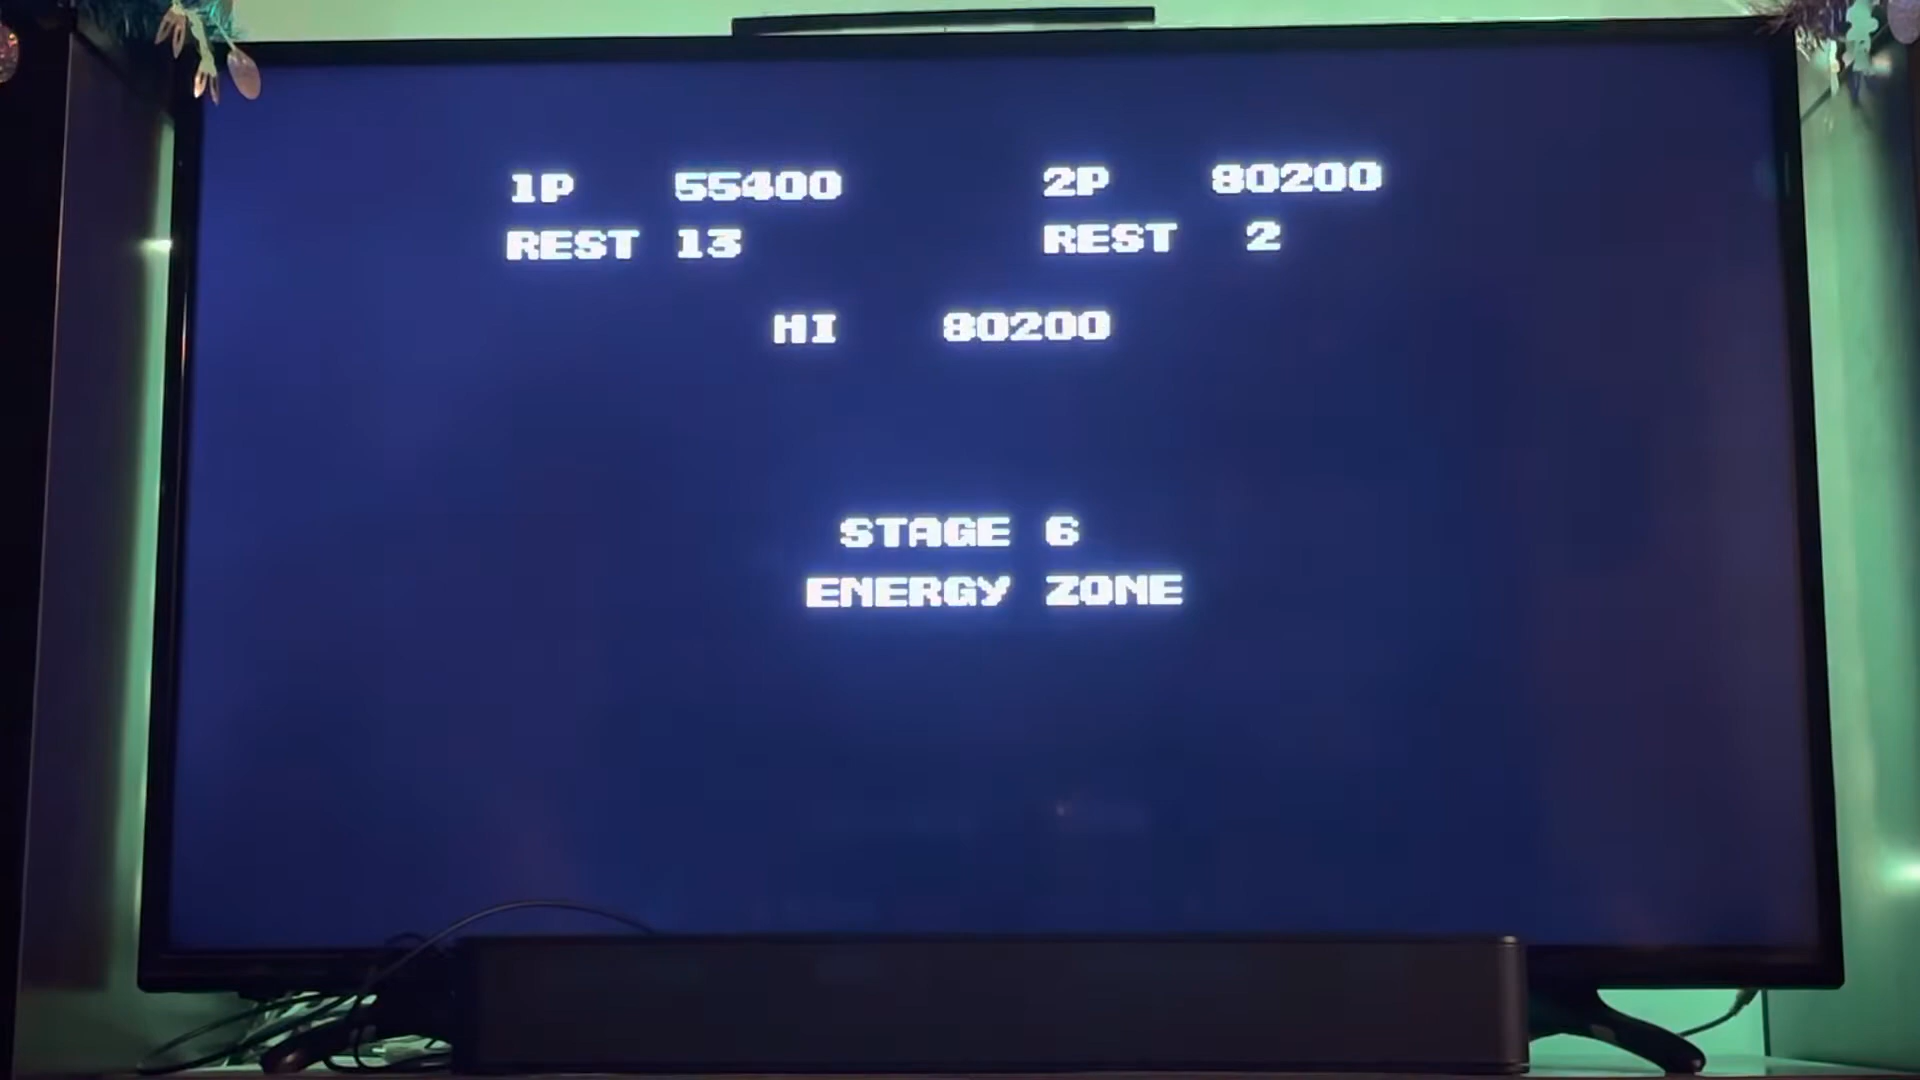 1P 55400 2P 80200
REST 13 REST 2
HI 80200
STAGE 6
ENERGY ZONE